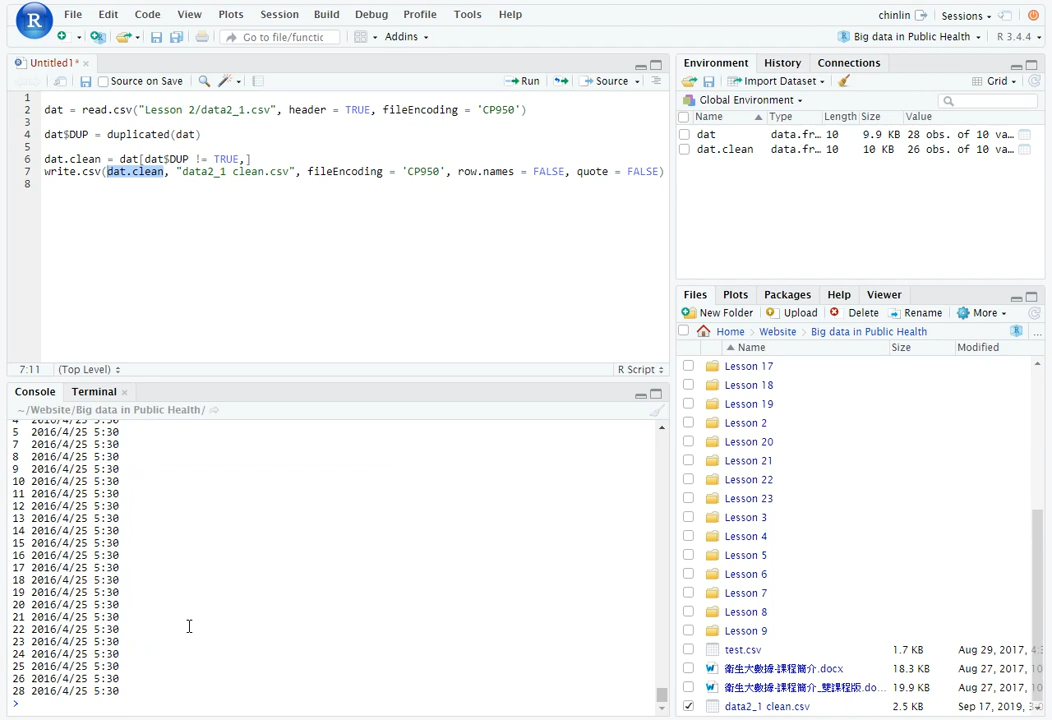 R File Edit Code View Plots Session Build Debug Profile Tools Help chinlin Sessions
Go to file/functic Addins Big data in Public Health R 3.4.4
Untitled1* Environment History Connections
Source on Save Run Source Import Dataset Grid
Global Environment
Name Type Length Size Value
dat data.fr… 10 9.9 KB 28 obs. of 10 va…
dat.clean data.fr… 10 10 KB 26 obs. of 10 va…
1
2 dat = read.csv("Lesson 2/data2_1.csv", header = TRUE, fileEncoding = 'CP950')
3
4 dat$DUP = duplicated(dat)
5
6 dat.clean = dat[dat$DUP != TRUE,]
7 write.csv(dat.clean, "data2_1 clean.csv", fileEncoding = 'CP950', row.names = FALSE, quote = FALSE)
8
7:11 (Top Level) R Script
Files Plots Packages Help Viewer
New Folder Upload Delete Rename More
Home Website Big data in Public Health ...
Name Size Modified
Lesson 17
Lesson 18
Lesson 19
Lesson 2
Lesson 20
Lesson 21
Lesson 22
Lesson 23
Lesson 3
Lesson 4
Lesson 5
Lesson 6
Lesson 7
Lesson 8
Lesson 9
test.csv 1.7 KB Aug 29, 2017, 4:3
衛生大數據-課程簡介.docx 18.3 KB Aug 27, 2017, 10
衛生大數據-課程簡介_雙課程版.do... 19.9 KB Aug 27, 2017, 10
data2_1 clean.csv 2.5 KB Sep 17, 2019, 3:0
Console Terminal
~/Website/Big data in Public Health/
4 2016/4/25 5:30
5 2016/4/25 5:30
7 2016/4/25 5:30
8 2016/4/25 5:30
9 2016/4/25 5:30
10 2016/4/25 5:30
11 2016/4/25 5:30
12 2016/4/25 5:30
13 2016/4/25 5:30
14 2016/4/25 5:30
15 2016/4/25 5:30
16 2016/4/25 5:30
17 2016/4/25 5:30
18 2016/4/25 5:30
19 2016/4/25 5:30
20 2016/4/25 5:30
21 2016/4/25 5:30
22 2016/4/25 5:30
23 2016/4/25 5:30
24 2016/4/25 5:30
25 2016/4/25 5:30
26 2016/4/25 5:30
28 2016/4/25 5:30
>